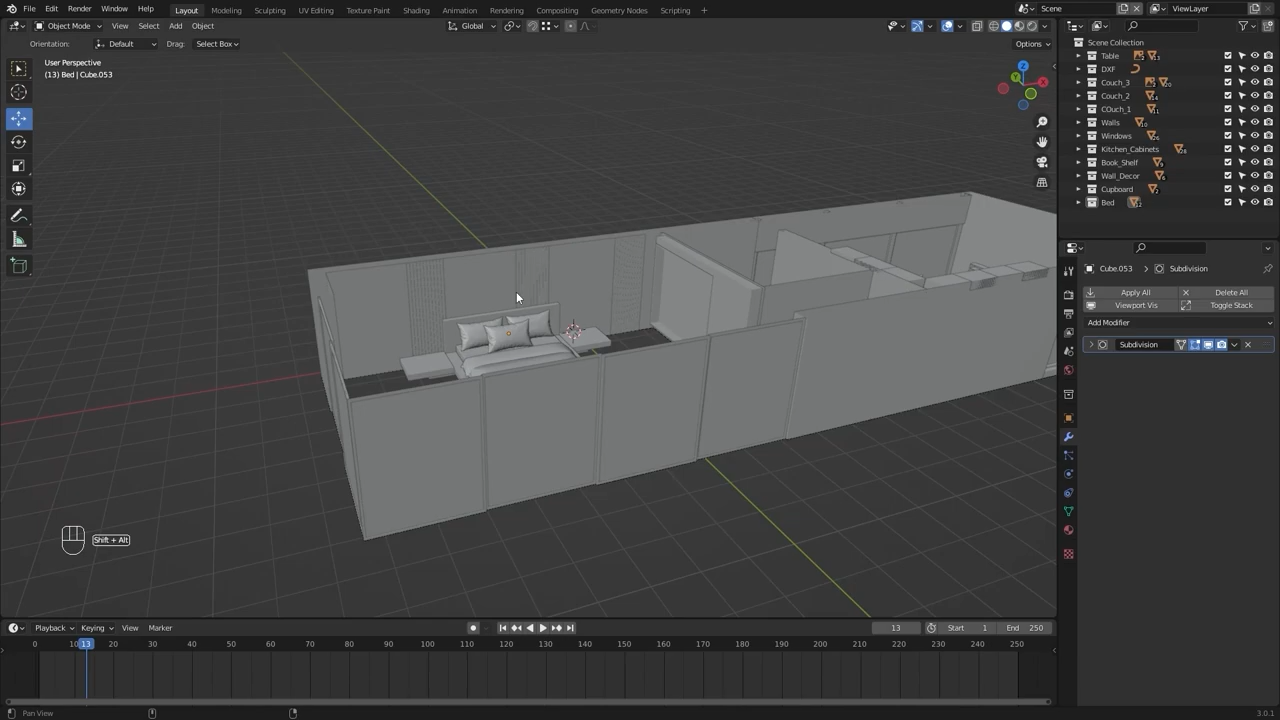 File Edit Render Window Help Layout Modeling Sculpting UV Editing Texture Paint Shading Animation Rendering Compositing Geometry Nodes Scripting + Scene ViewLayer
Object Mode View Select Add Object Global
Orientation: Default Drag: Select Box Options
User Perspective
(13) Bed | Cube.053
X Y Z
Scene Collection
Table
DXF
Couch_3
Couch_2
COuch_1
Walls
Windows
Kitchen_Cabinets
Book_Shelf
Wall_Decor
Cupboard
Bed
Cube.053 > Subdivision
Apply All Delete All
Viewport Vis Toggle Stack
Add Modifier
Subdivision
Shift + Alt
Playback Keying View Marker 13 Start 1 End 250
0 10 13 20 30 40 50 60 70 80 90 100 110 120 130 140 150 160 170 180 190 200 210 220 230 240 250
Pan View 3.0.1